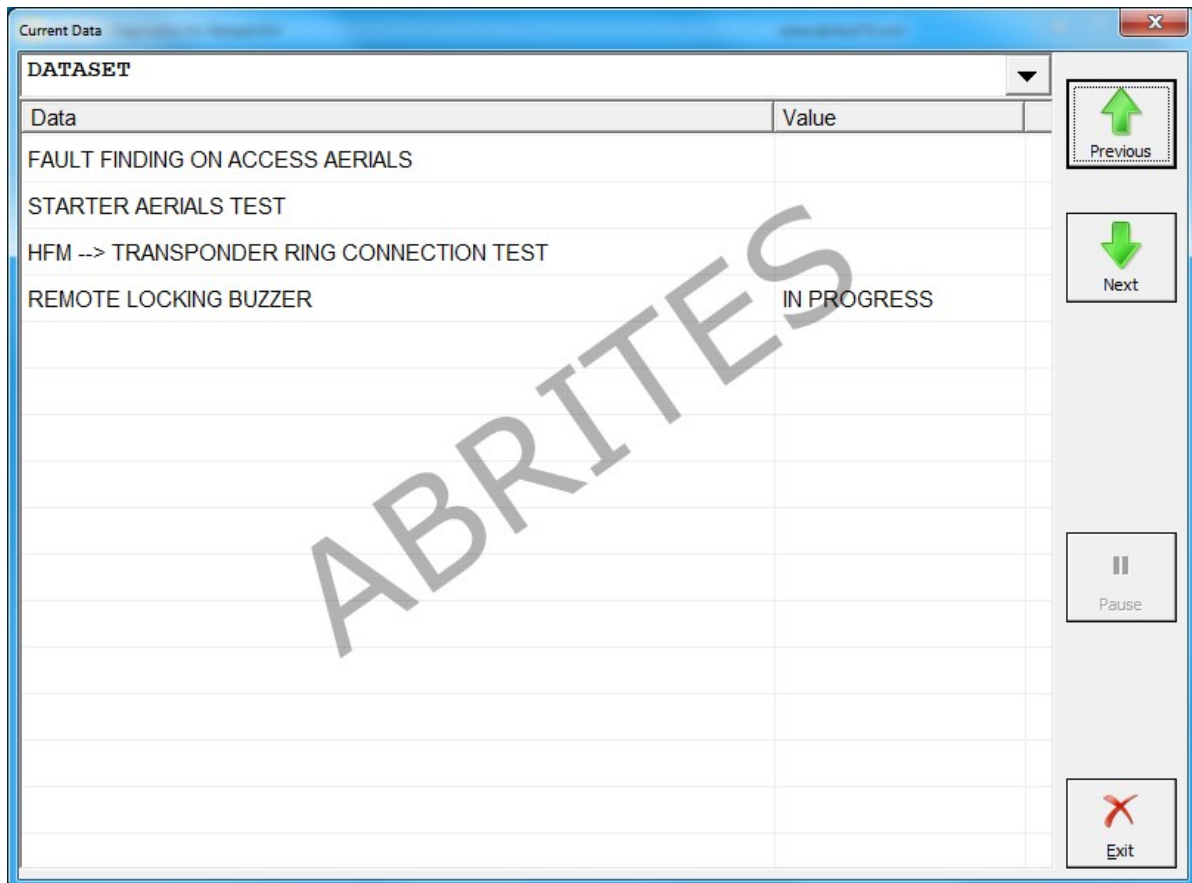 Current Data
DATASET
Data Value
FAULT FINDING ON ACCESS AERIALS
STARTER AERIALS TEST
HFM --> TRANSPONDER RING CONNECTION TEST
REMOTE LOCKING BUZZER IN PROGRESS
ABRITES
Previous
Next
Pause
Exit